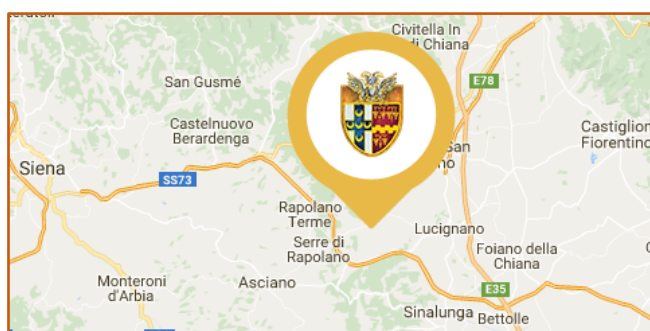 Civitella In
di Chiana
E78
San Gusmé
Castelnuovo
Berardenga
Castiglion
Fiorentino
San
Siena
SS73
Rapolano
Terme
Lucignano
Serre di
Rapolano
Foiano della
Chiana
Monteroni
d'Arbia
Asciano
E35
Sinalunga
Bettolle